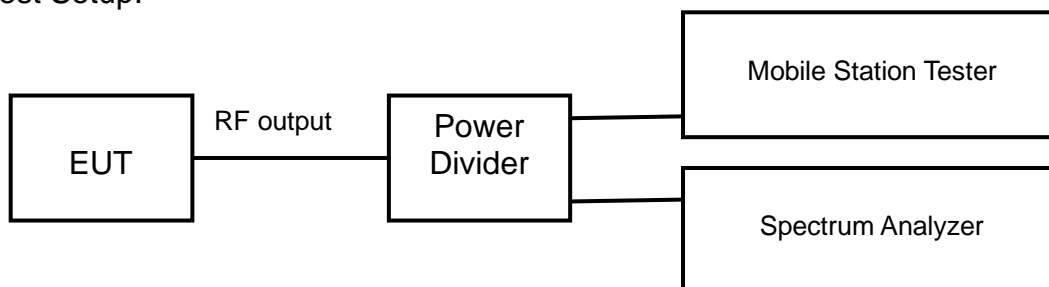 RF output
EUT
Power
Divider
Mobile Station Tester
Spectrum Analyzer